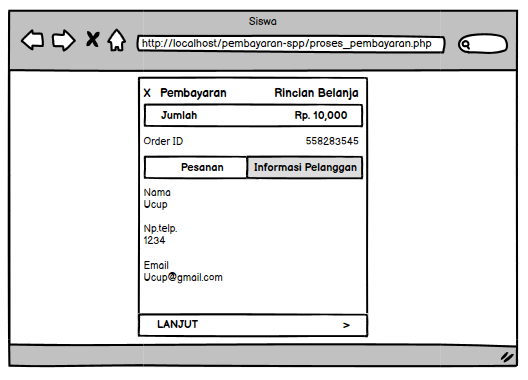 Siswa
http://localhost/pembayaran-spp/proses_pembayaran.php
X Pembayaran Rincian Belanja
Jumlah Rp. 10,000
Order ID 558283545
Pesanan Informasi Pelanggan
Nama
Ucup
Np.telp.
1234
Email
Ucup@gmail.com
LANJUT >